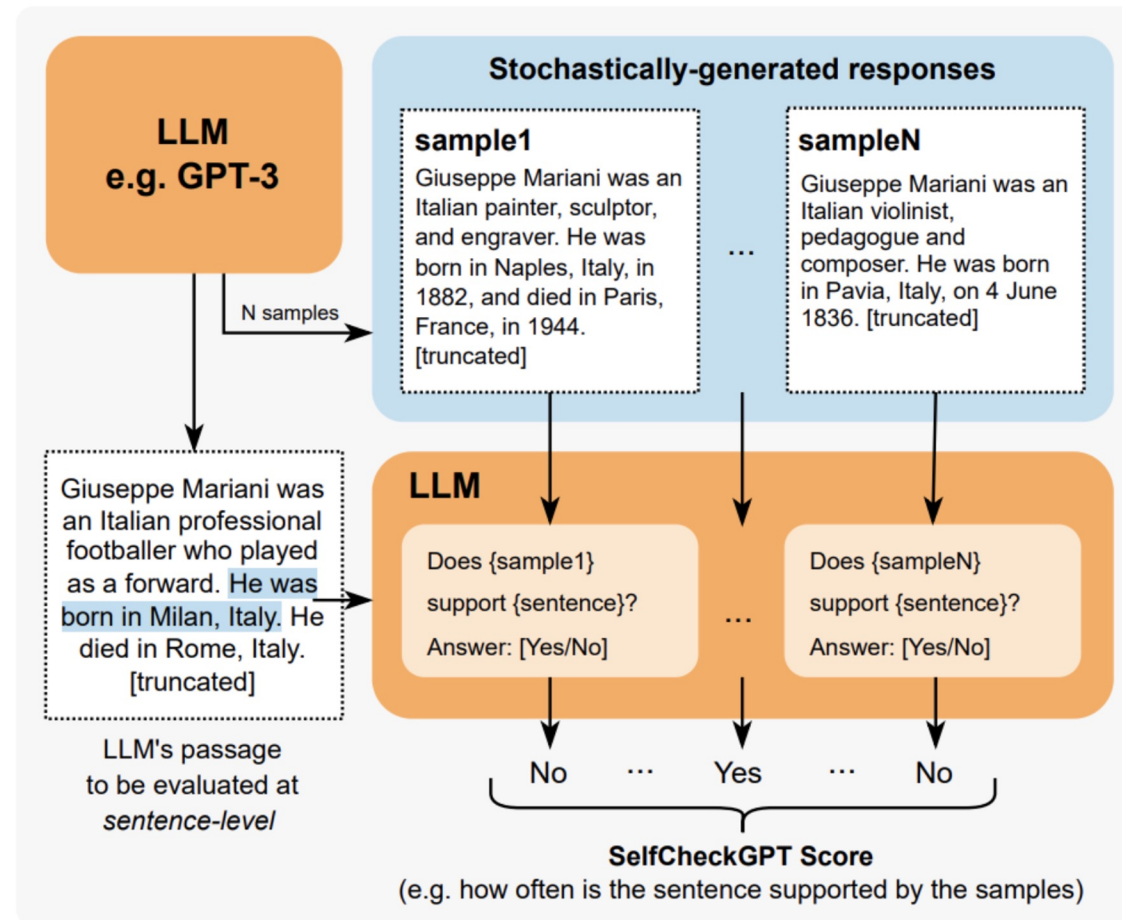 LLM
e.g. GPT-3
Stochastically-generated responses
sample1
Giuseppe Mariani was an
Italian painter, sculptor,
and engraver. He was
born in Naples, Italy, in
1882, and died in Paris,
France, in 1944.
[truncated]
...
sampleN
Giuseppe Mariani was an
Italian violinist,
pedagogue and
composer. He was born
in Pavia, Italy, on 4 June
1836. [truncated]
N samples
Giuseppe Mariani was
an Italian professional
footballer who played
as a forward. He was
born in Milan, Italy. He
died in Rome, Italy.
[truncated]
LLM's passage
to be evaluated at
sentence-level
LLM
Does {sample1}
support {sentence}?
Answer: [Yes/No]
...
Does {sampleN}
support {sentence}?
Answer: [Yes/No]
No ... Yes ... No
SelfCheckGPT Score
(e.g. how often is the sentence supported by the samples)